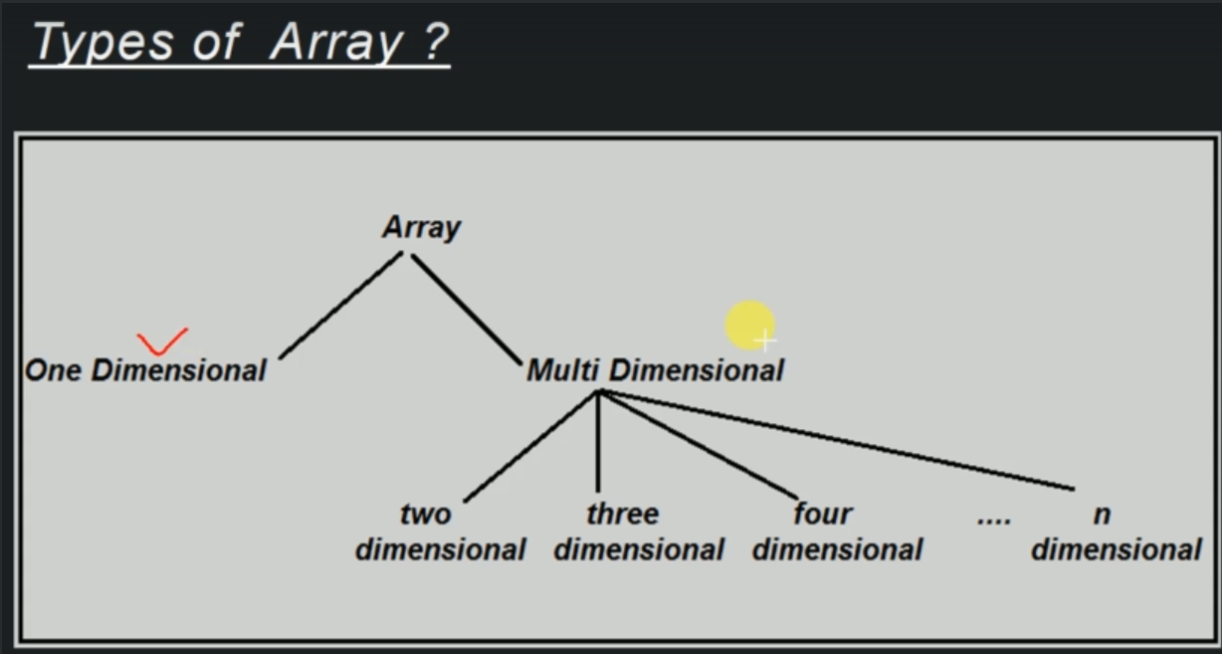 Types of Array ?
Array
One Dimensional
Multi Dimensional
two dimensional
three dimensional
four dimensional
....
n dimensional